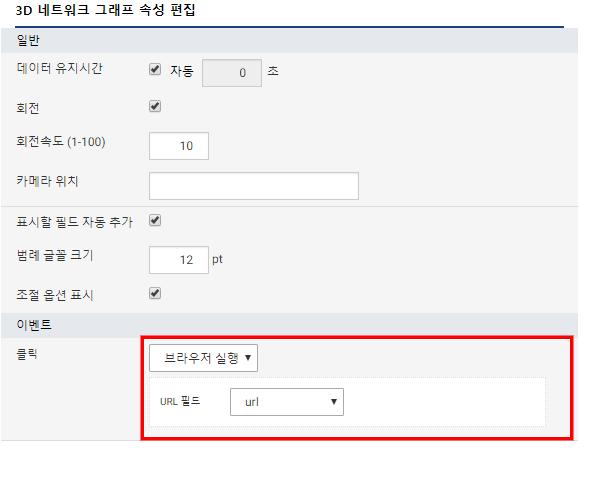 3D 네트워크 그래프 속성 편집
일반
데이터 유지시간 자동 0 초
회전
회전속도 (1-100) 10
카메라 위치
표시할 필드 자동 추가
범례 글꼴 크기 12 pt
조절 옵션 표시
이벤트
클릭 브라우저 실행
URL 필드 url